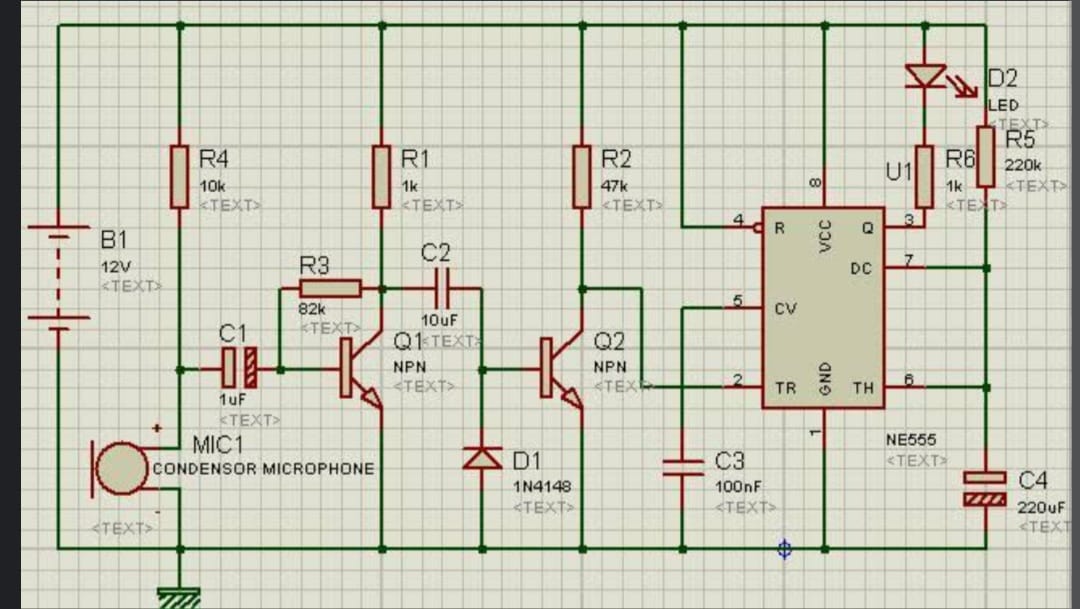 B1
12V
<TEXT>
R4
10k
<TEXT>
C1
1uF
<TEXT>
MIC1
CONDENSOR MICROPHONE
+
-
<TEXT>
R3
82k
<TEXT>
R1
1k
<TEXT>
C2
10uF
<TEXT>
Q1
NPN
<TEXT>
D1
1N4148
<TEXT>
R2
47k
<TEXT>
Q2
NPN
<TEXT>
C3
100nF
<TEXT>
U1
NE555
<TEXT>
4
R
5
CV
2
TR
8
VCC
GND
1
Q
3
DC
7
TH
6
D2
LED
<TEXT>
R6
1k
<TEXT>
R5
220k
<TEXT>
C4
220uF
<TEXT